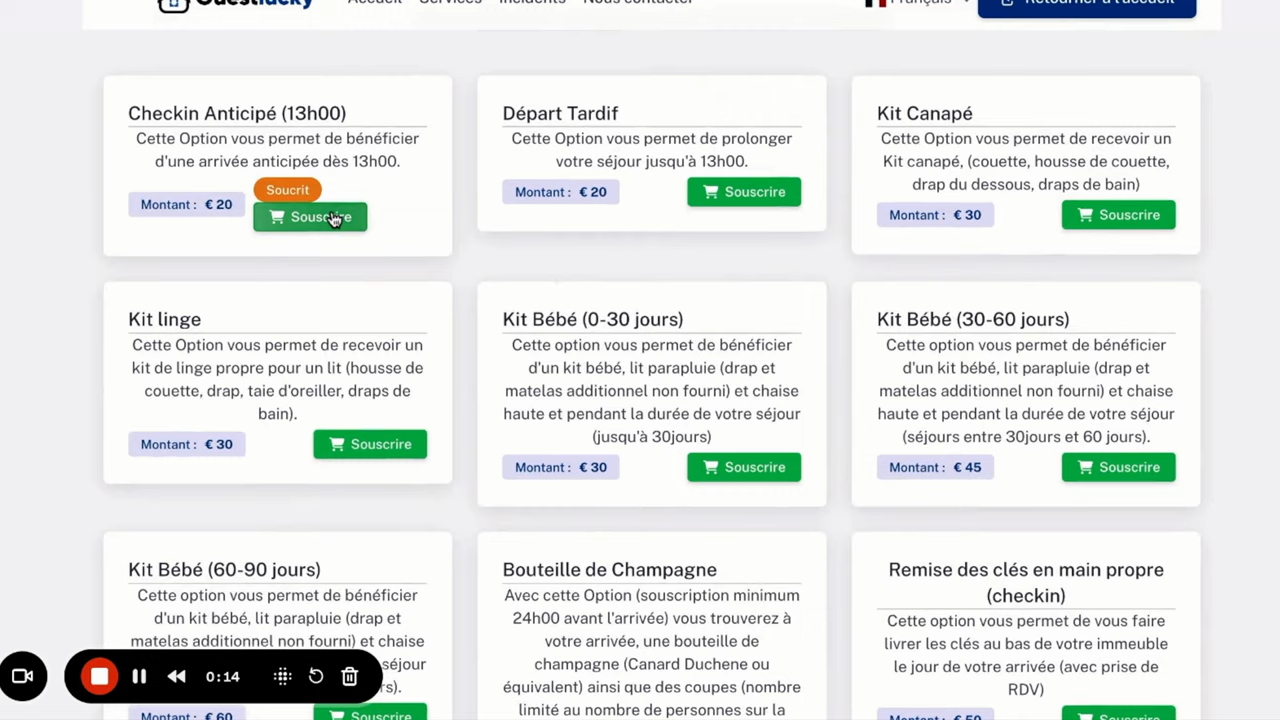 Guestlucky
Accueil Services Incidents Nous contacter
Français
Retourner à l'accueil
Checkin Anticipé (13h00)
Cette Option vous permet de bénéficier
d'une arrivée anticipée dès 13h00.
Montant : € 20
Soucrit
Souscrire
Départ Tardif
Cette Option vous permet de prolonger
votre séjour jusqu'à 13h00.
Montant : € 20
Souscrire
Kit Canapé
Cette Option vous permet de recevoir un
Kit canapé, (couette, housse de couette,
drap du dessous, draps de bain)
Montant : € 30
Souscrire
Kit linge
Cette Option vous permet de recevoir un
kit de linge propre pour un lit (housse de
couette, drap, taie d'oreiller, draps de
bain).
Montant : € 30
Souscrire
Kit Bébé (0-30 jours)
Cette option vous permet de bénéficier
d'un kit bébé, lit parapluie (drap et
matelas additionnel non fourni) et chaise
haute et pendant la durée de votre séjour
(jusqu'à 30jours)
Montant : € 30
Souscrire
Kit Bébé (30-60 jours)
Cette option vous permet de bénéficier
d'un kit bébé, lit parapluie (drap et
matelas additionnel non fourni) et chaise
haute et pendant la durée de votre séjour
(séjours entre 30jours et 60 jours).
Montant : € 45
Souscrire
Kit Bébé (60-90 jours)
Cette option vous permet de bénéficier
d'un kit bébé, lit parapluie (drap et
matelas additionnel non fourni) et chaise
séjour
rs).
Montant : € 60
Souscrire
Bouteille de Champagne
Avec cette Option (souscription minimum
24h00 avant l'arrivée) vous trouverez à
votre arrivée, une bouteille de
champagne (Canard Duchene ou
équivalent) ainsi que des coupes (nombre
limité au nombre de personnes sur la
Remise des clés en main propre
(checkin)
Cette option vous permet de vous faire
livrer les clés au bas de votre immeuble
le jour de votre arrivée (avec prise de
RDV)
Montant : € 50
Souscrire
0:14